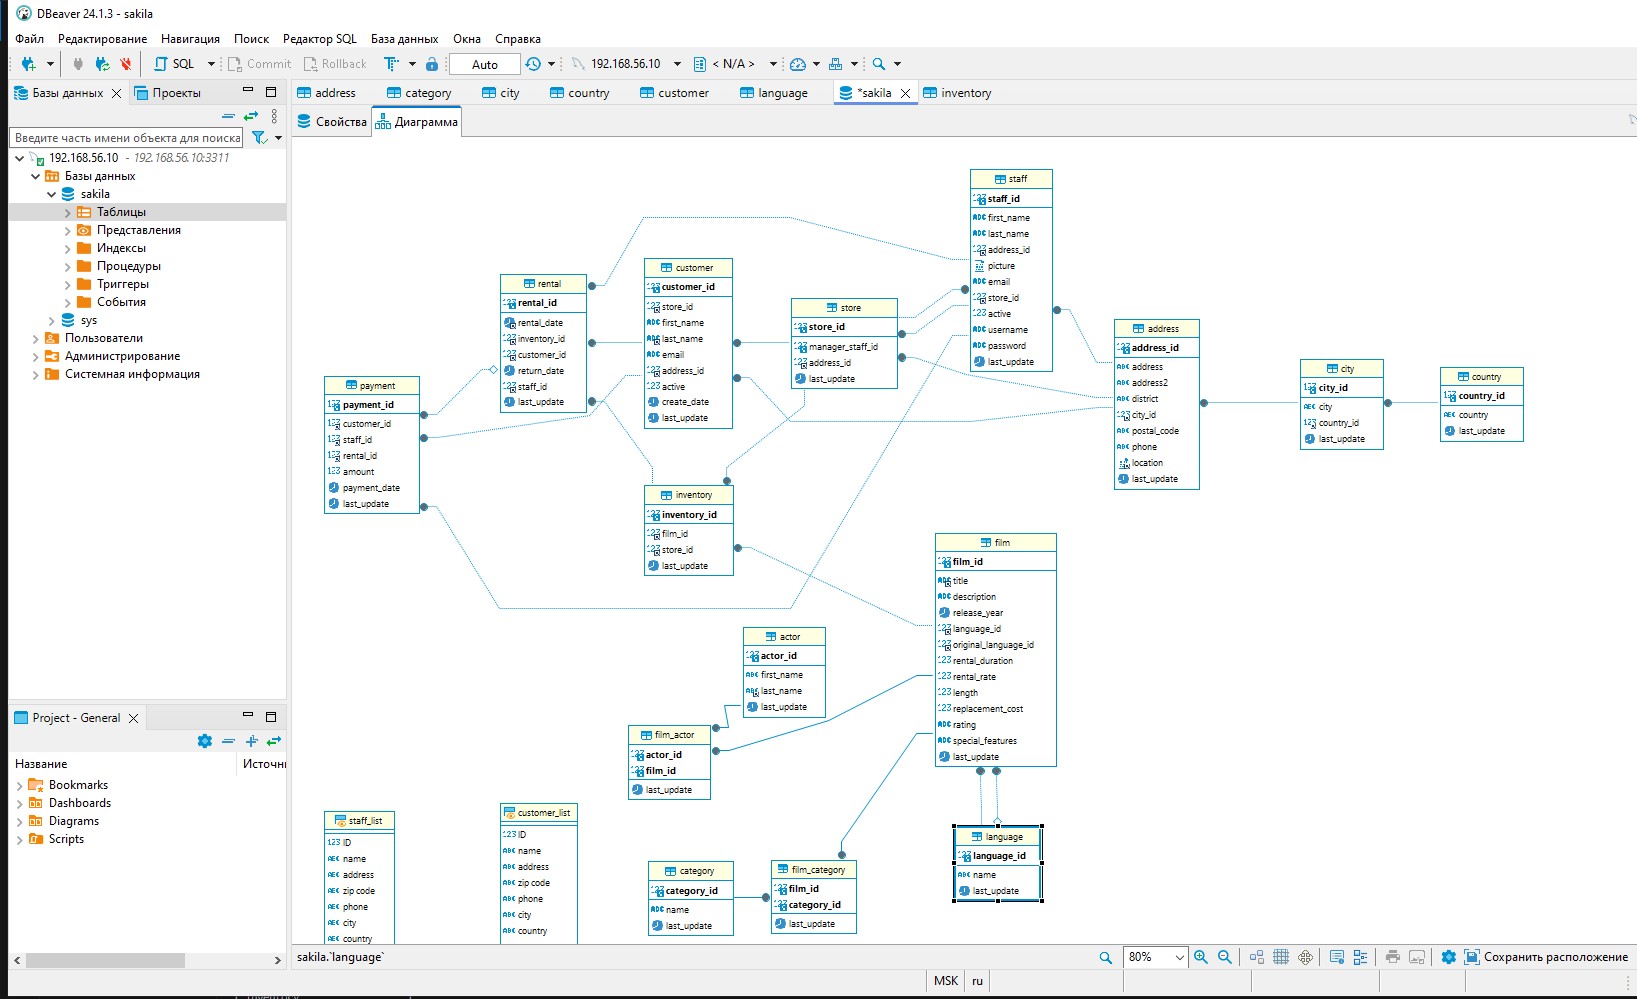 DBeaver 24.1.3 - sakila
Файл Редактирование Навигация Поиск Редактор SQL База данных Окна Справка
SQL Commit Rollback Auto 192.168.56.10 < N/A >
Базы данных Проекты
address category city country customer language *sakila inventory
Свойства Диаграмма
Введите часть имени объекта для поиска
192.168.56.10 - 192.168.56.10:3311
Базы данных
sakila
Таблицы
Представления
Индексы
Процедуры
Триггеры
События
sys
Пользователи
Администрирование
Системная информация
Project - General
Название Источн
Bookmarks
Dashboards
Diagrams
Scripts
payment
payment_id
customer_id
staff_id
rental_id
amount
payment_date
last_update
rental
rental_id
rental_date
inventory_id
customer_id
return_date
staff_id
last_update
customer
customer_id
store_id
first_name
last_name
email
address_id
active
create_date
last_update
store
store_id
manager_staff_id
address_id
last_update
staff
staff_id
first_name
last_name
address_id
picture
email
store_id
active
username
password
last_update
address
address_id
address
address2
district
city_id
postal_code
phone
location
last_update
city
city_id
city
country_id
last_update
country
country_id
country
last_update
inventory
inventory_id
film_id
store_id
last_update
film
film_id
title
description
release_year
language_id
original_language_id
rental_duration
rental_rate
length
replacement_cost
rating
special_features
last_update
actor
actor_id
first_name
last_name
last_update
film_actor
actor_id
film_id
last_update
staff_list
ID
name
address
zip code
phone
city
country
customer_list
ID
name
address
zip code
phone
city
country
category
category_id
name
last_update
film_category
film_id
category_id
last_update
language
language_id
name
last_update
sakila.`language`
80%
Сохранить расположение
MSK ru